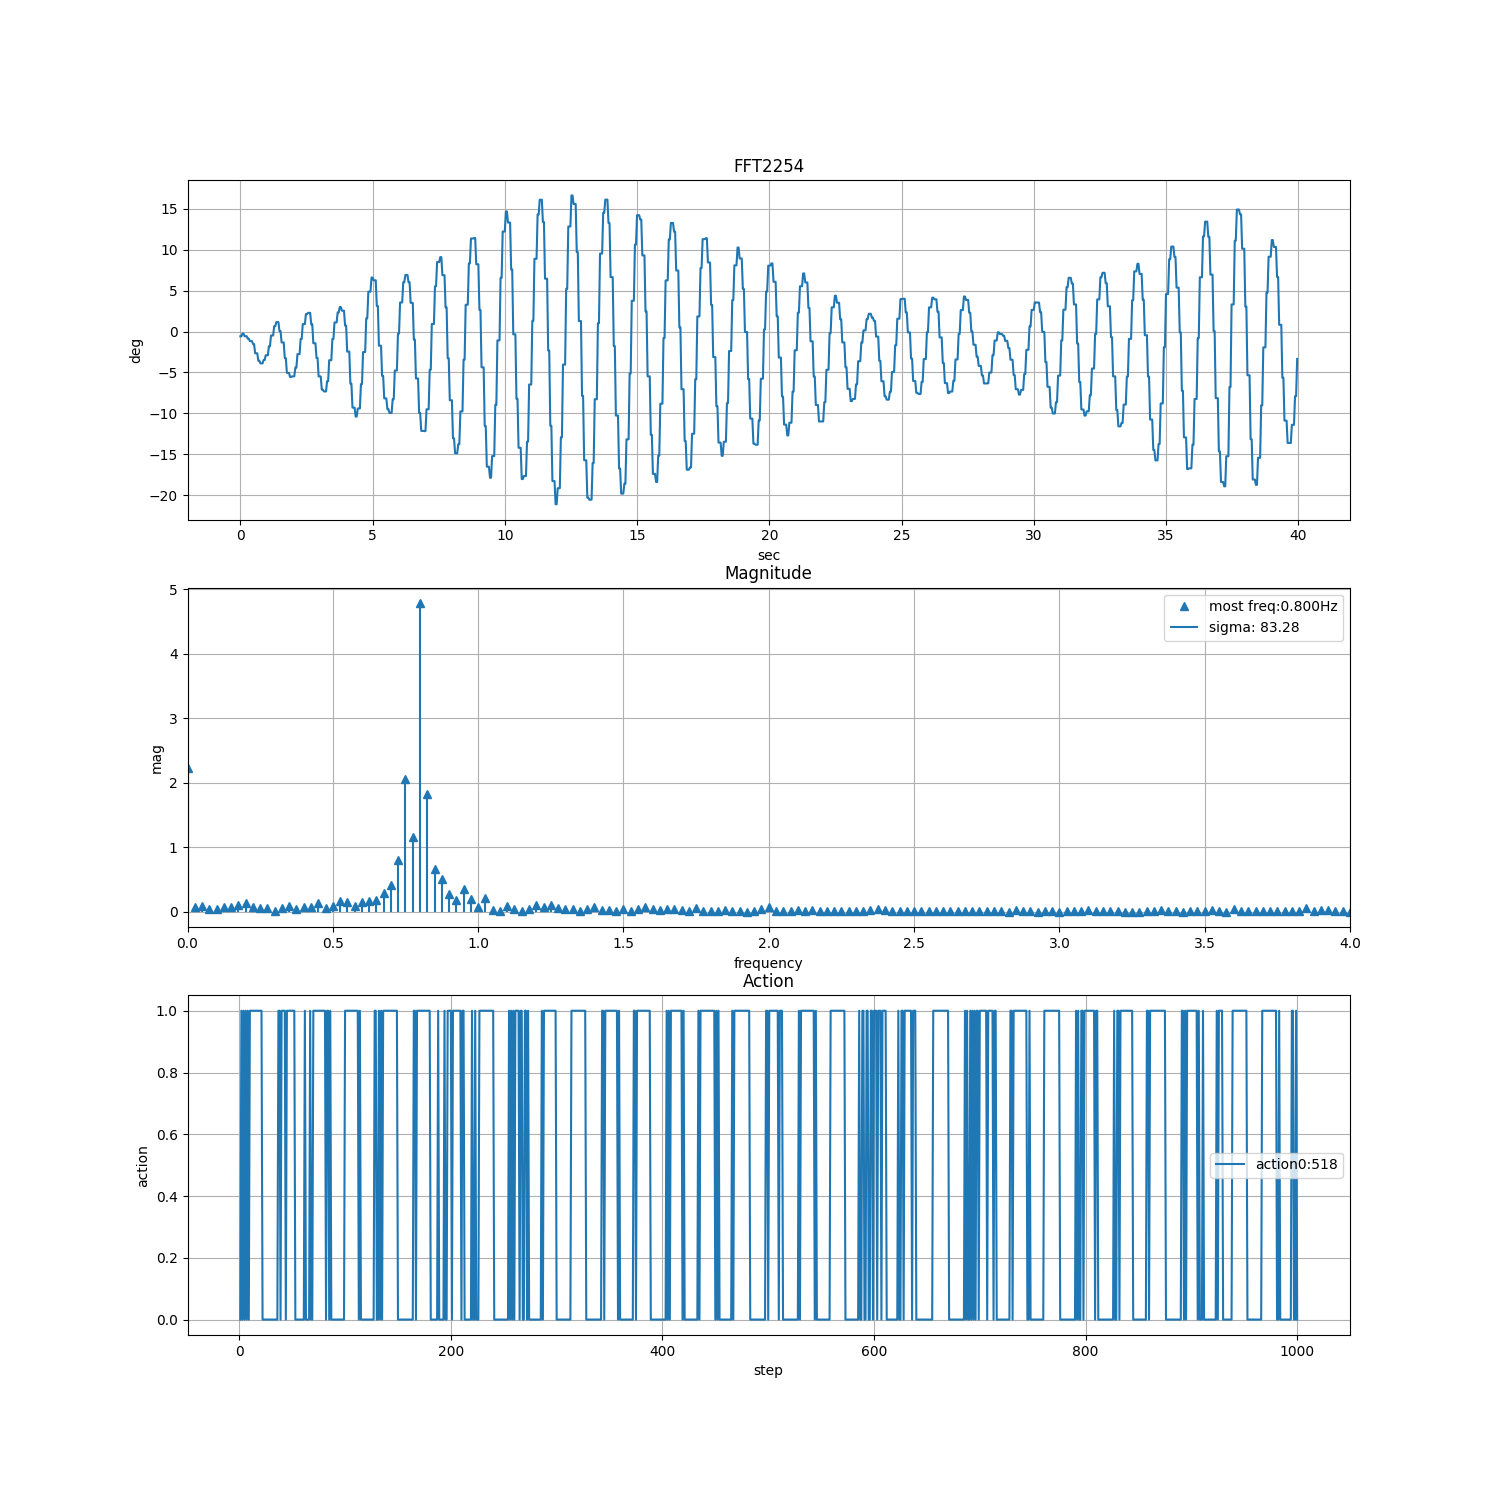 FFT2254
15
10
5
0
−5
−10
−15
−20
deg
0 5 10 15 20 25 30 35 40
sec
Magnitude
5
4
3
2
1
0
mag
most freq:0.800Hz
sigma: 83.28
0.0 0.5 1.0 1.5 2.0 2.5 3.0 3.5 4.0
frequency
Action
1.0
0.8
0.6
0.4
0.2
0.0
action
action0:518
0 200 400 600 800 1000
step